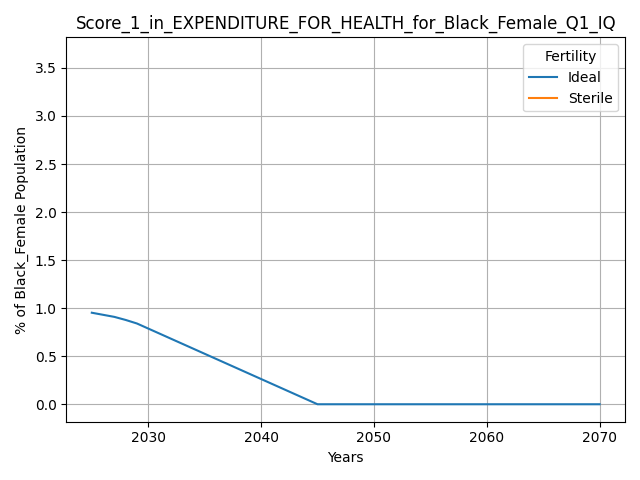 Score_1_in_EXPENDITURE_FOR_HEALTH_for_Black_Female_Q1_IQ
% of Black_Female Population
3.5
3.0
2.5
2.0
1.5
1.0
0.5
0.0
Fertility
Ideal
Sterile
2030 2040 2050 2060 2070
Years